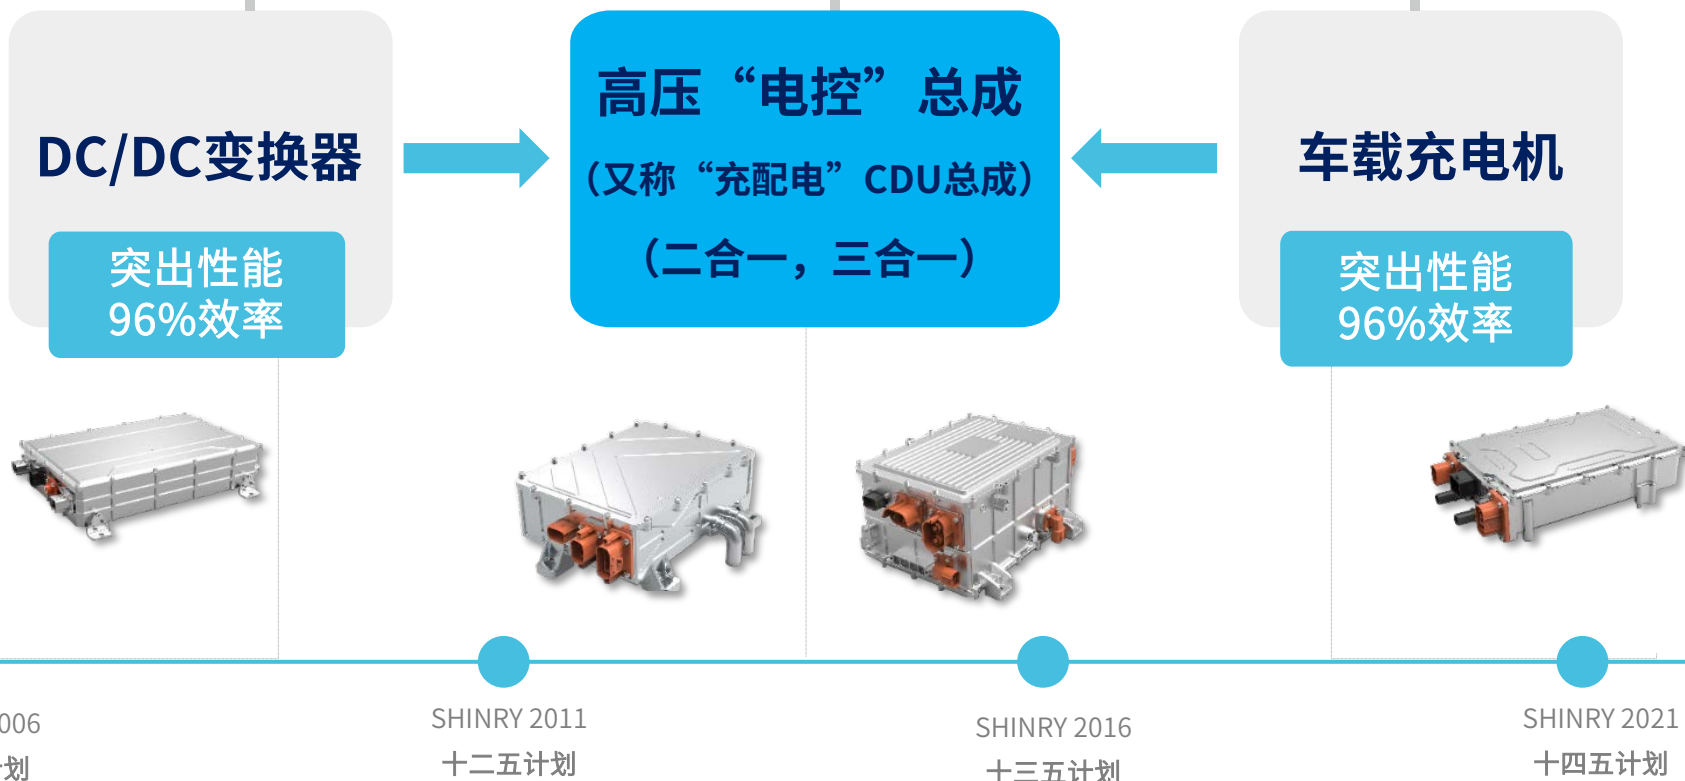 DC/DC变换器
突出性能
96%效率
高压“电控”总成
（又称“充配电”CDU总成）
（二合一，三合一）
车载充电机
突出性能
96%效率
006
划
SHINRY 2011
十二五计划
SHINRY 2016
十三五计划
SHINRY 2021
十四五计划